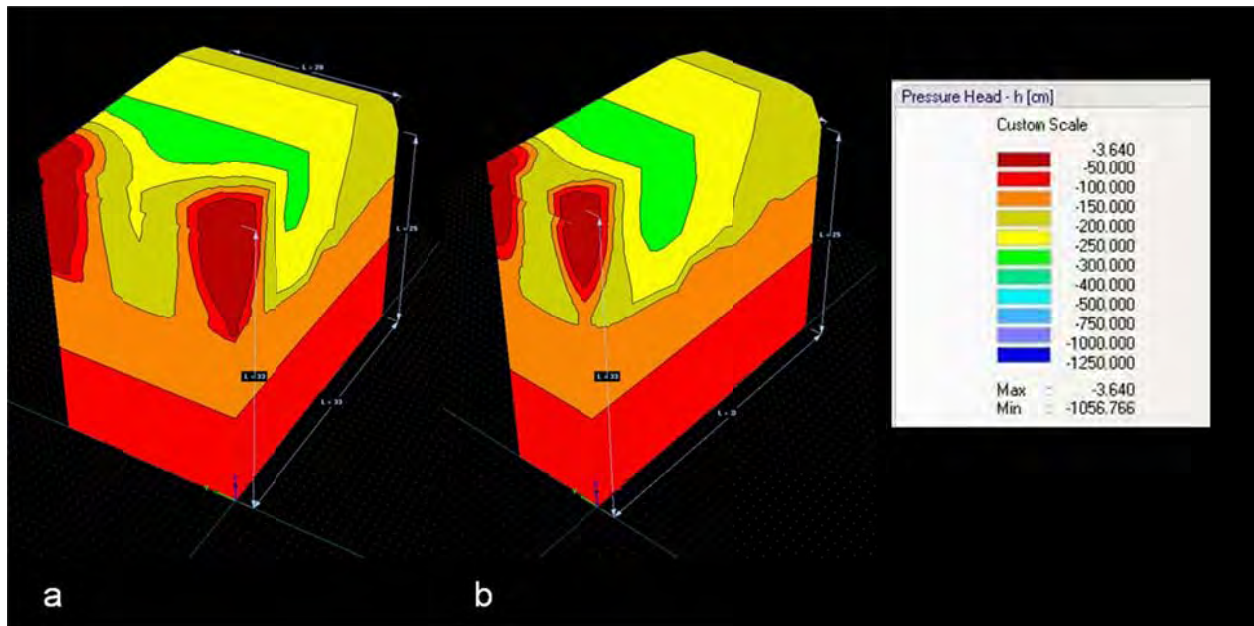 L = 20
L = 25
L = 33
L = 33
a
L = 25
L = 33
b
Pressure Head - h [cm]
Custom Scale
-3.640
-50.000
-100.000
-150.000
-200.000
-250.000
-300.000
-400.000
-500.000
-750.000
-1000.000
-1250.000
Max : -3.640
Min : -1056.766